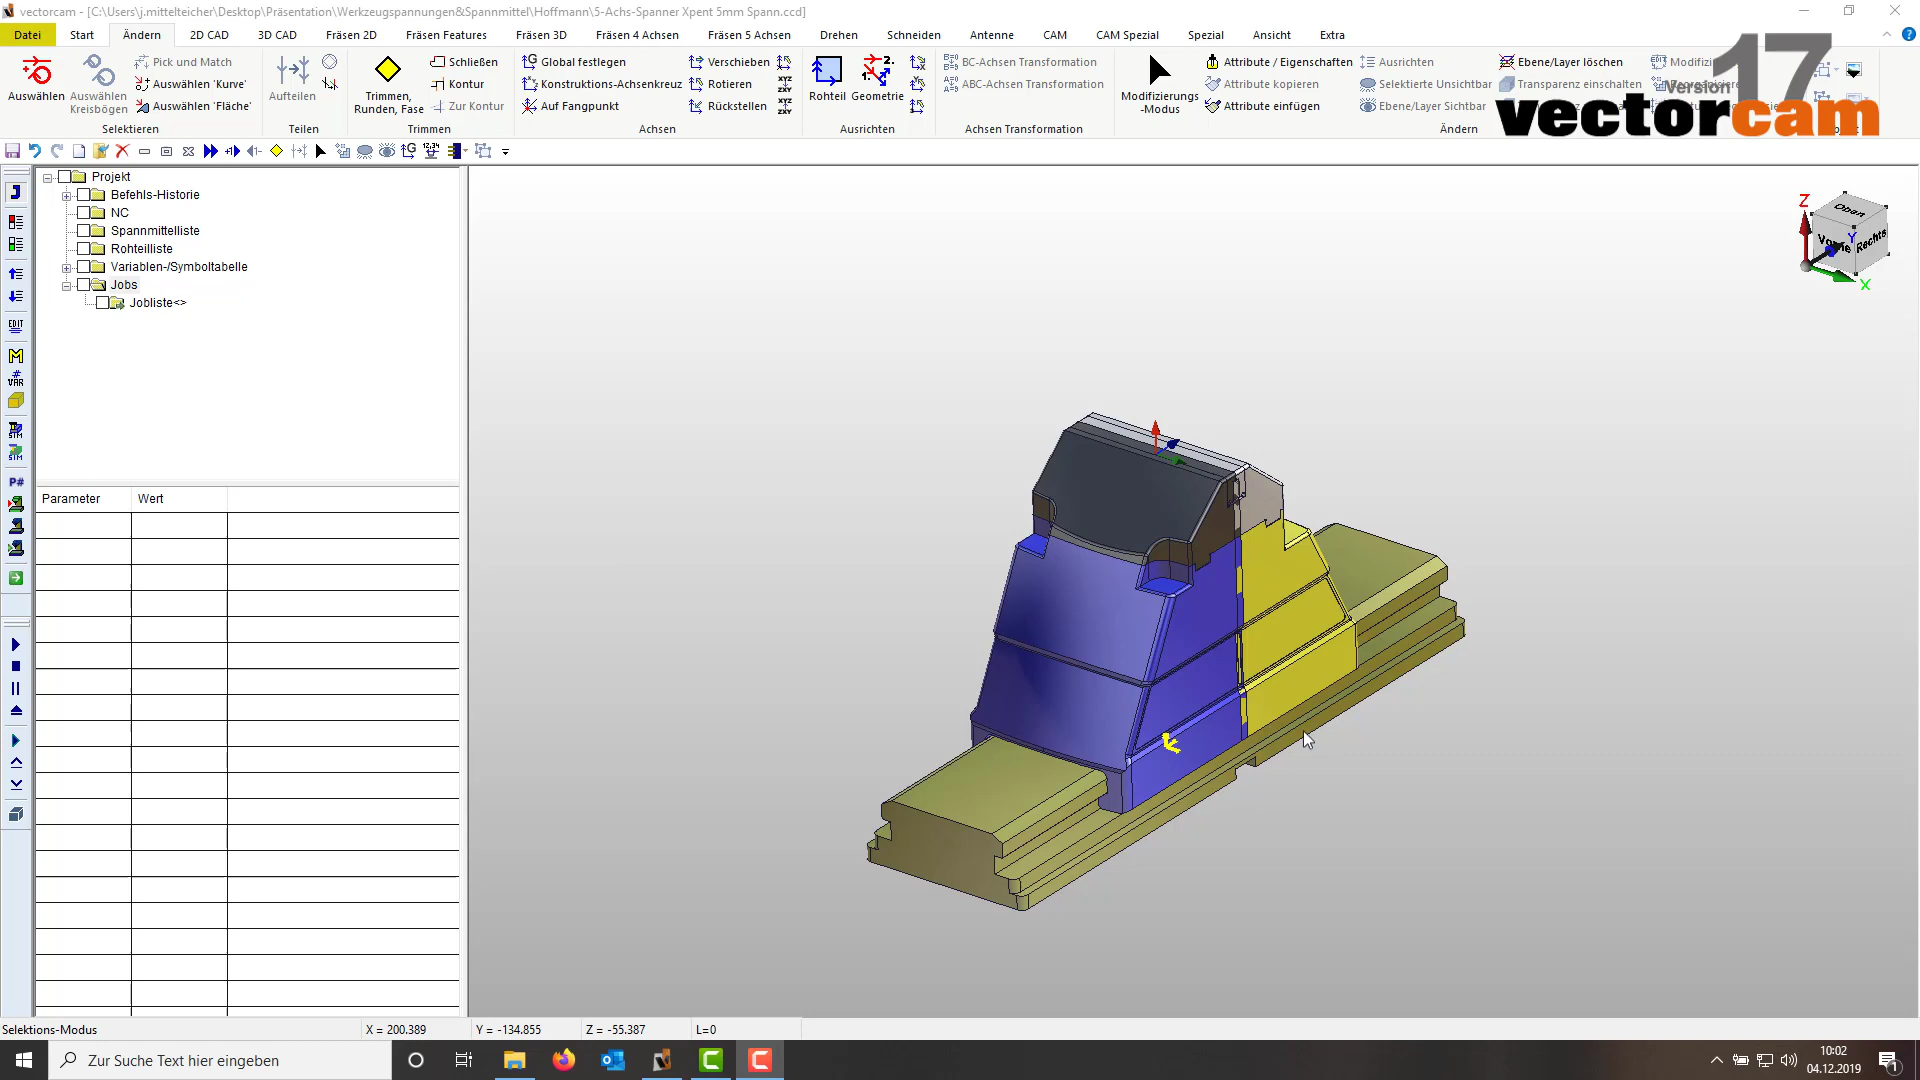 vectorcam - [C:\Users\j.mittelteicher\Desktop\Präsentation\Werkzeugspannungen&Spannmittel\Hoffmann\5-Achs-Spanner Xpent 5mm Spann.ccd]
Datei Start Ändern 2D CAD 3D CAD Fräsen 2D Fräsen Features Fräsen 3D Fräsen 4 Achsen Fräsen 5 Achsen Drehen Schneiden Antenne CAM CAM Spezial Spezial Ansicht Extra
Auswählen
Auswählen Kreisbögen
Pick und Match
Auswählen 'Kurve'
Auswählen 'Fläche'
Selektieren
Aufteilen
Teilen
Trimmen, Runden, Fase
Schließen
Kontur
Zur Kontur
Trimmen
Global festlegen
Konstruktions-Achsenkreuz
Auf Fangpunkt
Verschieben
Rotieren
Rückstellen
Achsen
Rohteil
Geometrie
Ausrichten
BC-Achsen Transformation
ABC-Achsen Transformation
Achsen Transformation
Modifizierungs -Modus
Attribute / Eigenschaften
Attribute kopieren
Attribute einfügen
Ausrichten
Selektierte Unsichtbar
Ebene/Layer Sichtbar
Ebene/Layer löschen
Transparenz einschalten
Ändern
Version 17
vectorcam
Projekt
Befehls-Historie
NC
Spannmittelliste
Rohteilliste
Variablen-/Symboltabelle
Jobs
Jobliste<>
EDIT
M
# VAR
SIM
SIM
P#
Parameter Wert
Z
Oben
Vorne
Y
Rechts
X
Selektions-Modus X = 200.389 Y = -134.855 Z = -55.387 L=0
Zur Suche Text hier eingeben
10:02
04.12.2019
1